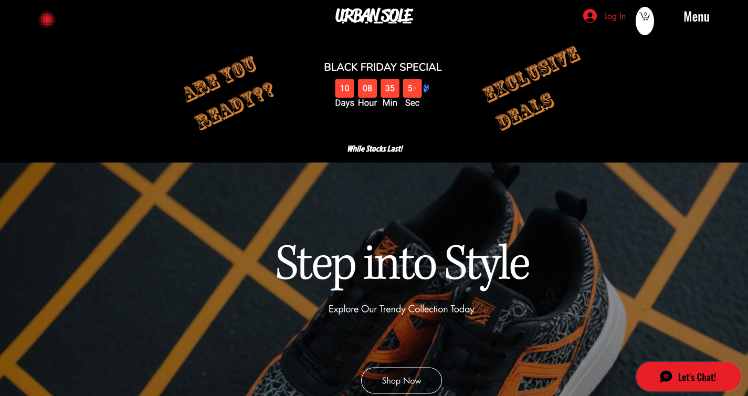 URBAN SOLE
Log In
0
Menu
ARE YOU
READY??
BLACK FRIDAY SPECIAL
10 08 35
Days Hour Min Sec
EXCLUSIVE
DEALS
While Stocks Last!
Step into Style
Explore Our Trendy Collection Today
Shop Now
Let's Chat!